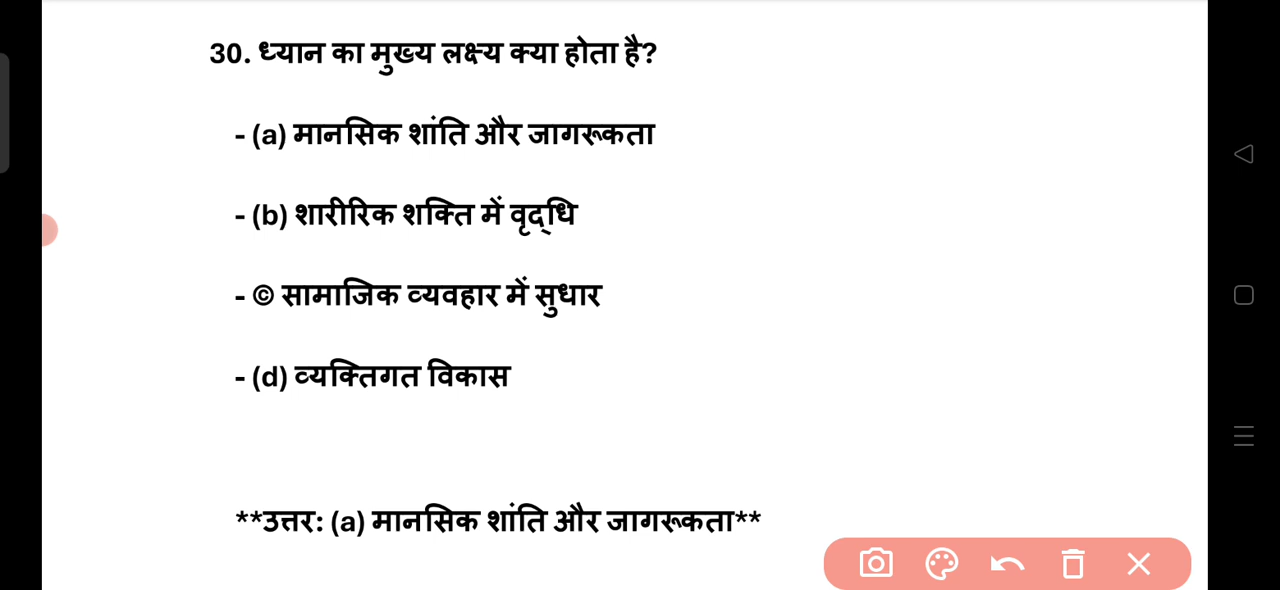 30. ध्यान का मुख्य लक्ष्य क्या होता है?
- (a) मानसिक शांति और जागरूकता
- (b) शारीरिक शक्ति में वृद्धि
- © सामाजिक व्यवहार में सुधार
- (d) व्यक्तिगत विकास
**उत्तर: (a) मानसिक शांति और जागरूकता**